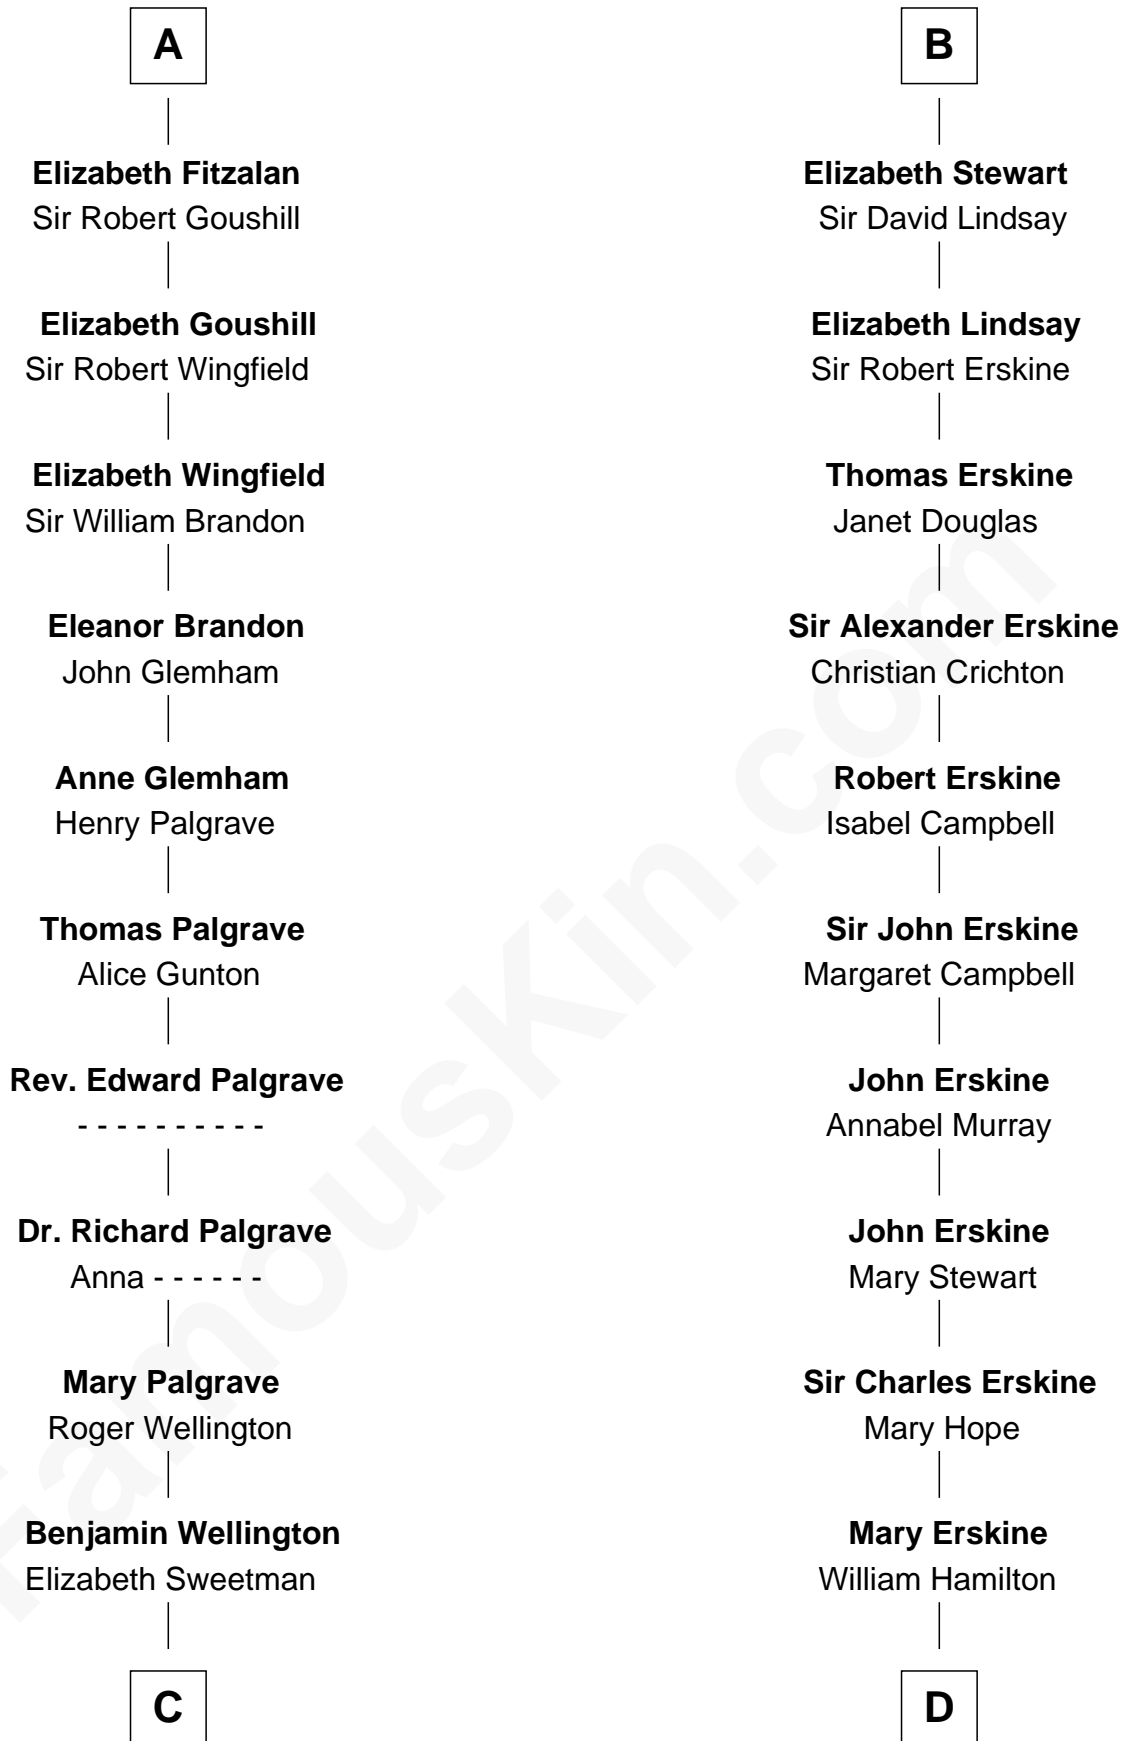 A
Elizabeth Fitzalan
Sir Robert Goushill
Elizabeth Goushill
Sir Robert Wingfield
Elizabeth Wingfield
Sir William Brandon
Eleanor Brandon
John Glemham
Anne Glemham
Henry Palgrave
Thomas Palgrave
Alice Gunton
Rev. Edward Palgrave
- - - - - - - - - -
Dr. Richard Palgrave
Anna - - - - - -
Mary Palgrave
Roger Wellington
Benjamin Wellington
Elizabeth Sweetman
C
B
Elizabeth Stewart
Sir David Lindsay
Elizabeth Lindsay
Sir Robert Erskine
Thomas Erskine
Janet Douglas
Sir Alexander Erskine
Christian Crichton
Robert Erskine
Isabel Campbell
Sir John Erskine
Margaret Campbell
John Erskine
Annabel Murray
John Erskine
Mary Stewart
Sir Charles Erskine
Mary Hope
Mary Erskine
William Hamilton
D
FamousKin.com